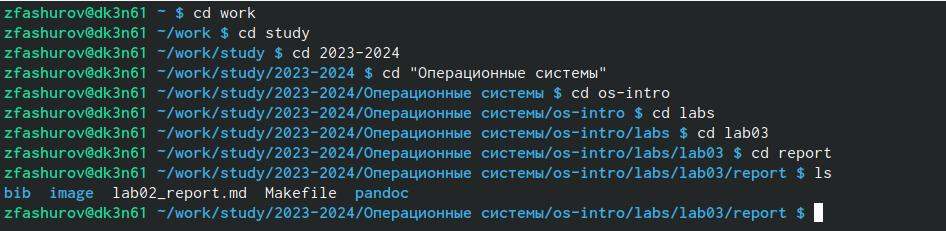 zfashurov@dk3n61 ~ $ cd work
zfashurov@dk3n61 ~/work $ cd study
zfashurov@dk3n61 ~/work/study $ cd 2023-2024
zfashurov@dk3n61 ~/work/study/2023-2024 $ cd "Операционные системы"
zfashurov@dk3n61 ~/work/study/2023-2024/Операционные системы $ cd os-intro
zfashurov@dk3n61 ~/work/study/2023-2024/Операционные системы/os-intro $ cd labs
zfashurov@dk3n61 ~/work/study/2023-2024/Операционные системы/os-intro/labs $ cd lab03
zfashurov@dk3n61 ~/work/study/2023-2024/Операционные системы/os-intro/labs/lab03 $ cd report
zfashurov@dk3n61 ~/work/study/2023-2024/Операционные системы/os-intro/labs/lab03/report $ ls
bib  image  lab02_report.md  Makefile  pandoc
zfashurov@dk3n61 ~/work/study/2023-2024/Операционные системы/os-intro/labs/lab03/report $